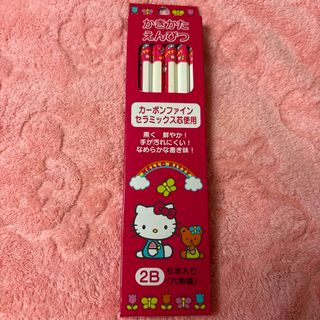 かきかた
えんぴつ
カーボンファイン
セラミックス芯使用
黒く 鮮やか!
手が汚れにくい!
なめらかな書き味!
HELLO KITTY
2B
6本入り
(六角軸)